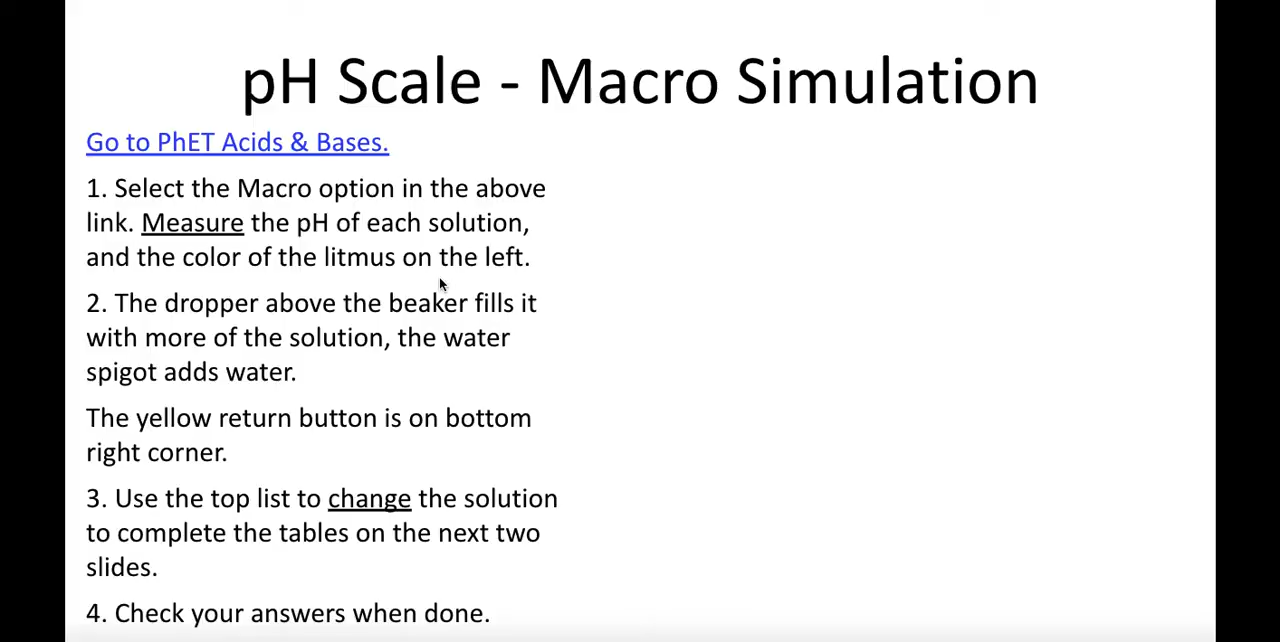 pH Scale - Macro Simulation
Go to PhET Acids & Bases.
1. Select the Macro option in the above
link. Measure the pH of each solution,
and the color of the litmus on the left.
2. The dropper above the beaker fills it
with more of the solution, the water
spigot adds water.
The yellow return button is on bottom
right corner.
3. Use the top list to change the solution
to complete the tables on the next two
slides.
4. Check your answers when done.